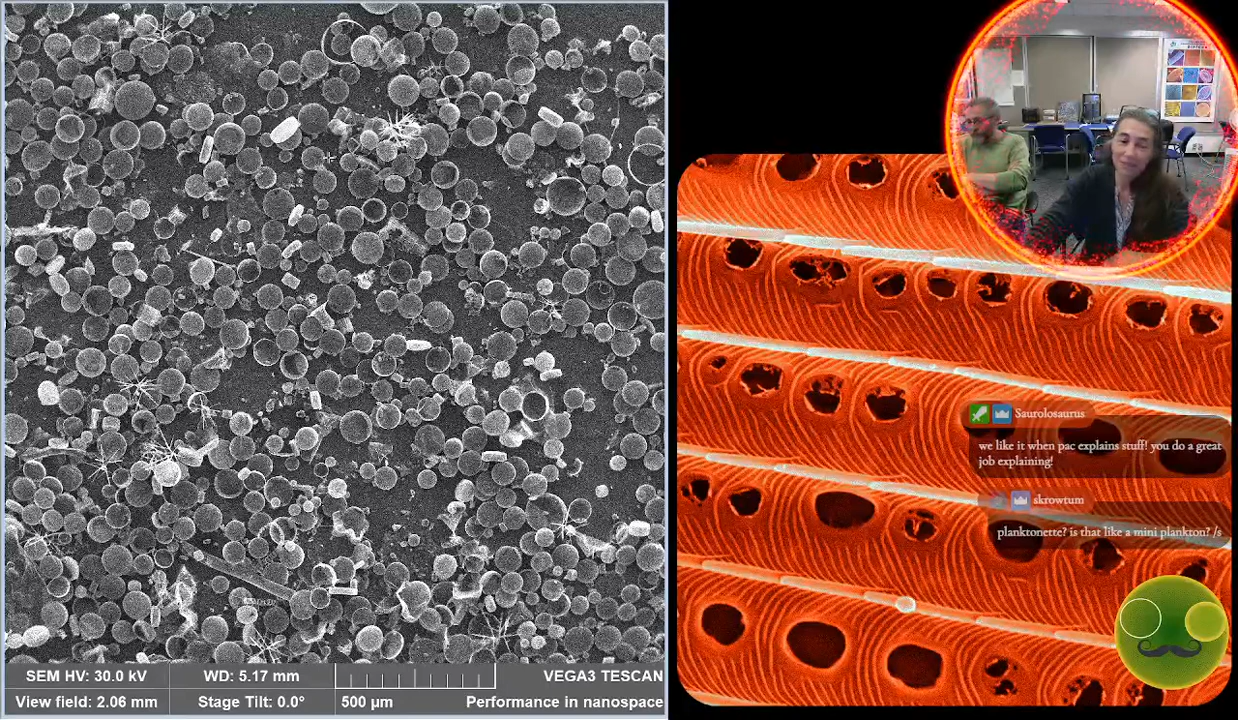 SEM HV: 30.0 kV
WD: 5.17 mm
VEGA3 TESCAN
View field: 2.06 mm
Stage Tilt: 0.0°
500 µm
Performance in nanospace
Saurolosaurus
we like it when pac explains stuff! you do a great
job explaining!
skrowtum
planktonette? is that like a mini plankton? /s